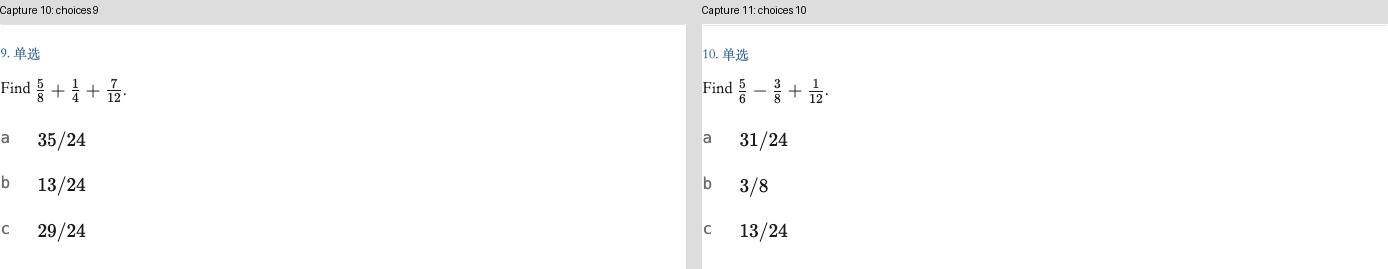 Capture 10: choices 9
9. 单选
Find 5/8 + 1/4 + 7/12.
a 35/24
b 13/24
c 29/24
Capture 11: choices 10
10. 单选
Find 5/6 − 3/8 + 1/12.
a 31/24
b 3/8
c 13/24